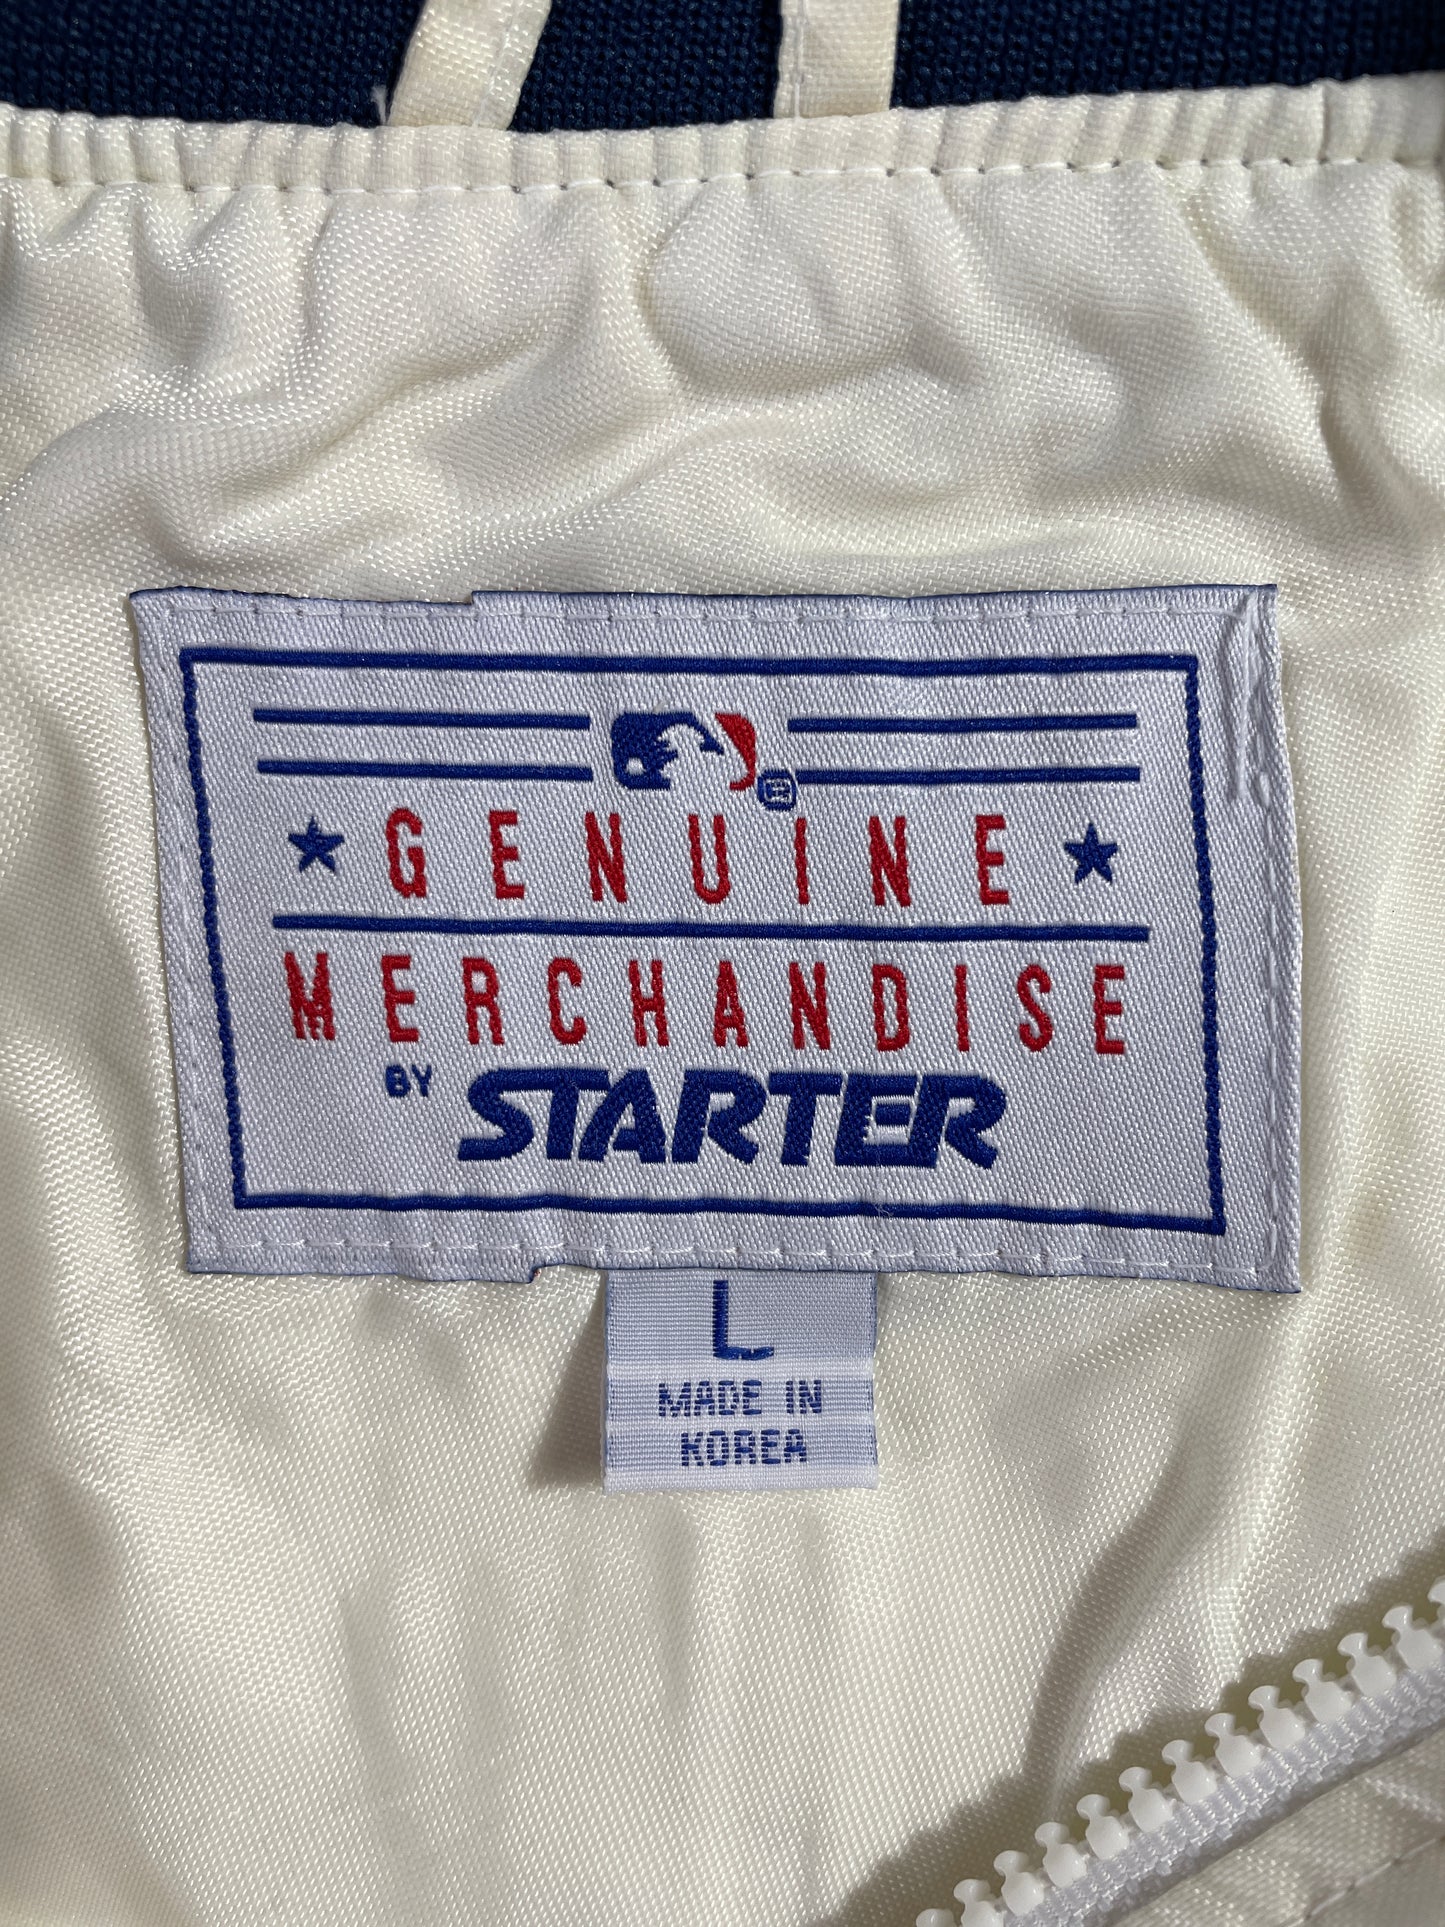 ®
GENUINE
MERCHANDISE
BY STARTER
L
MADE IN
KOREA